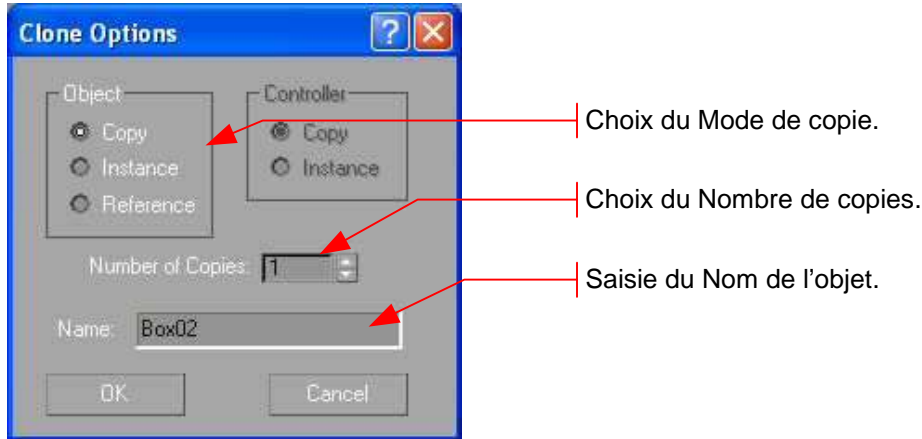 Clone Options
Object
Controller
Copy
Copy
Choix du Mode de copie.
Instance
Instance
Reference
Choix du Nombre de copies.
Number of Copies: 1
Saisie du Nom de l’objet.
Name: Box02
OK
Cancel